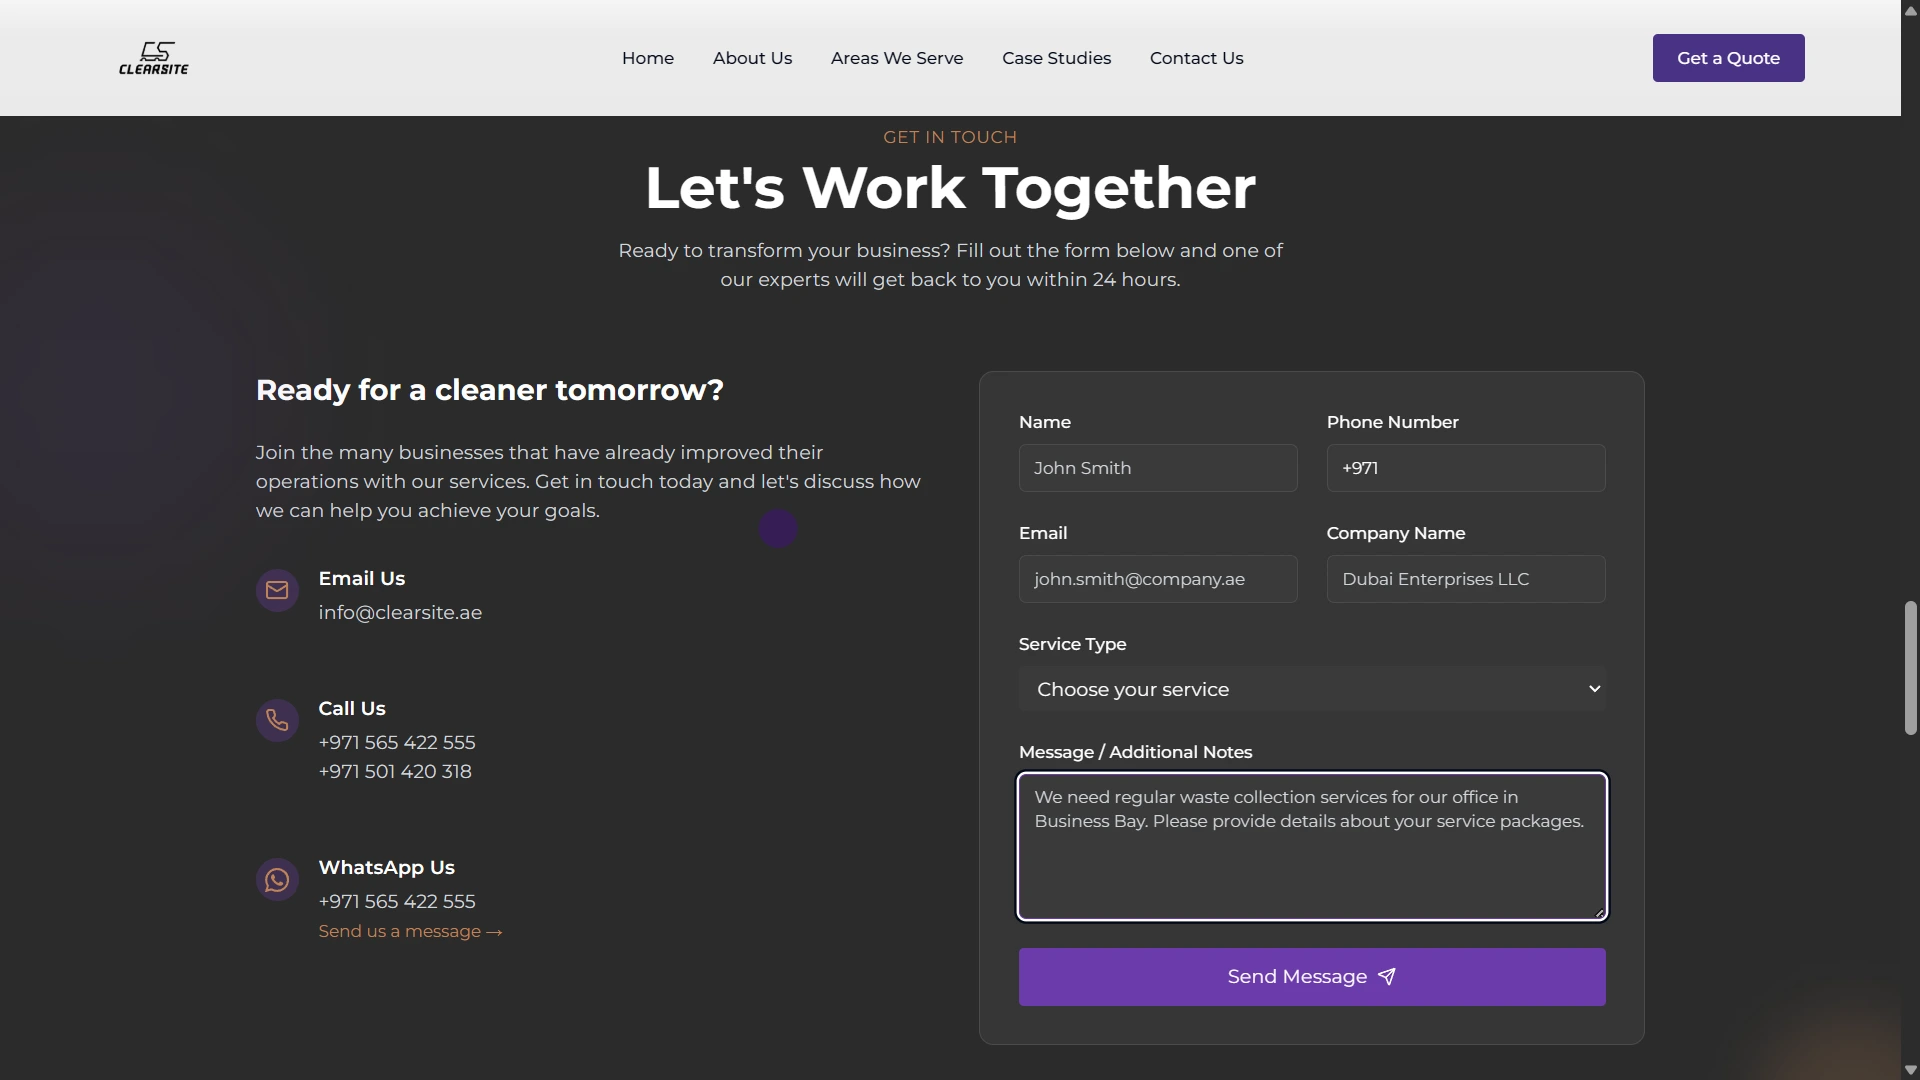 CS
CLEARSITE
Home
About Us
Areas We Serve
Case Studies
Contact Us
Get a Quote
GET IN TOUCH
Let's Work Together
Ready to transform your business? Fill out the form below and one of
our experts will get back to you within 24 hours.
Ready for a cleaner tomorrow?
Join the many businesses that have already improved their
operations with our services. Get in touch today and let's discuss how
we can help you achieve your goals.
Email Us
info@clearsite.ae
Call Us
+971 565 422 555
+971 501 420 318
WhatsApp Us
+971 565 422 555
Send us a message →
Name
John Smith
Phone Number
+971
Email
john.smith@company.ae
Company Name
Dubai Enterprises LLC
Service Type
Choose your service
Message / Additional Notes
We need regular waste collection services for our office in
Business Bay. Please provide details about your service packages.
Send Message